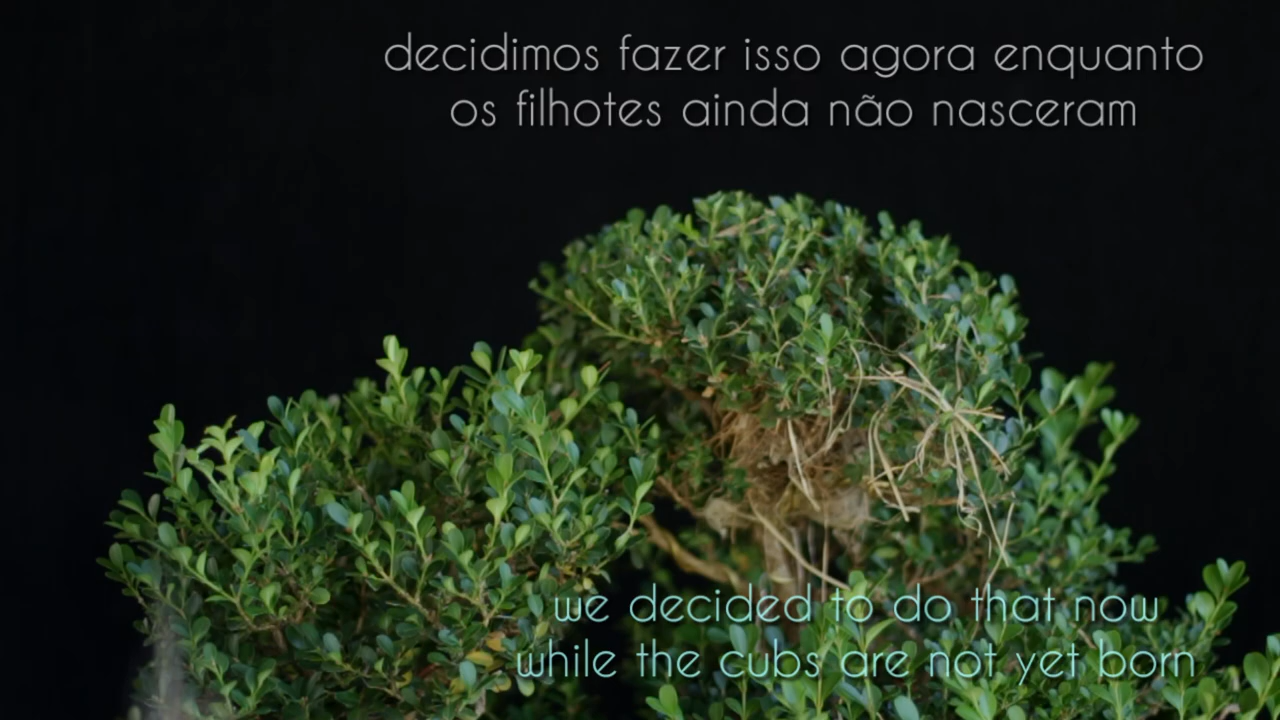 decidimos fazer isso agora enquanto
os filhotes ainda não nasceram
we decided to do that now
while the cubs are not yet born